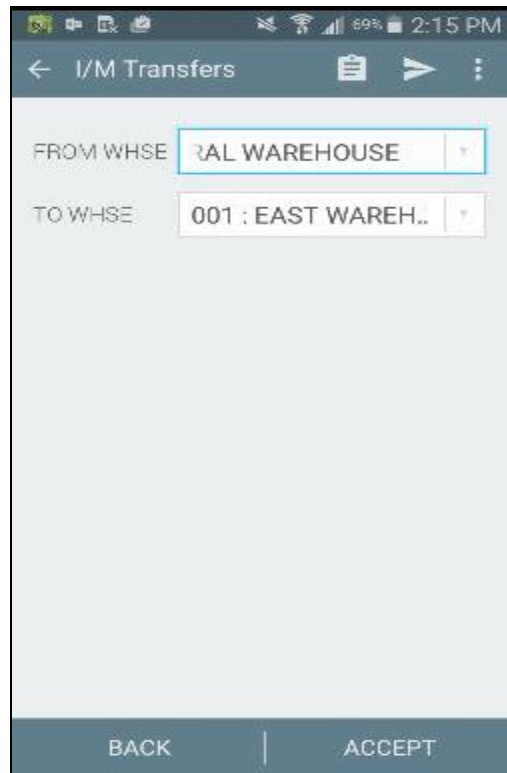 69% 2:15 PM
I/M Transfers
FROM WHSE RAL WAREHOUSE
TO WHSE 001 : EAST WAREH..
BACK ACCEPT